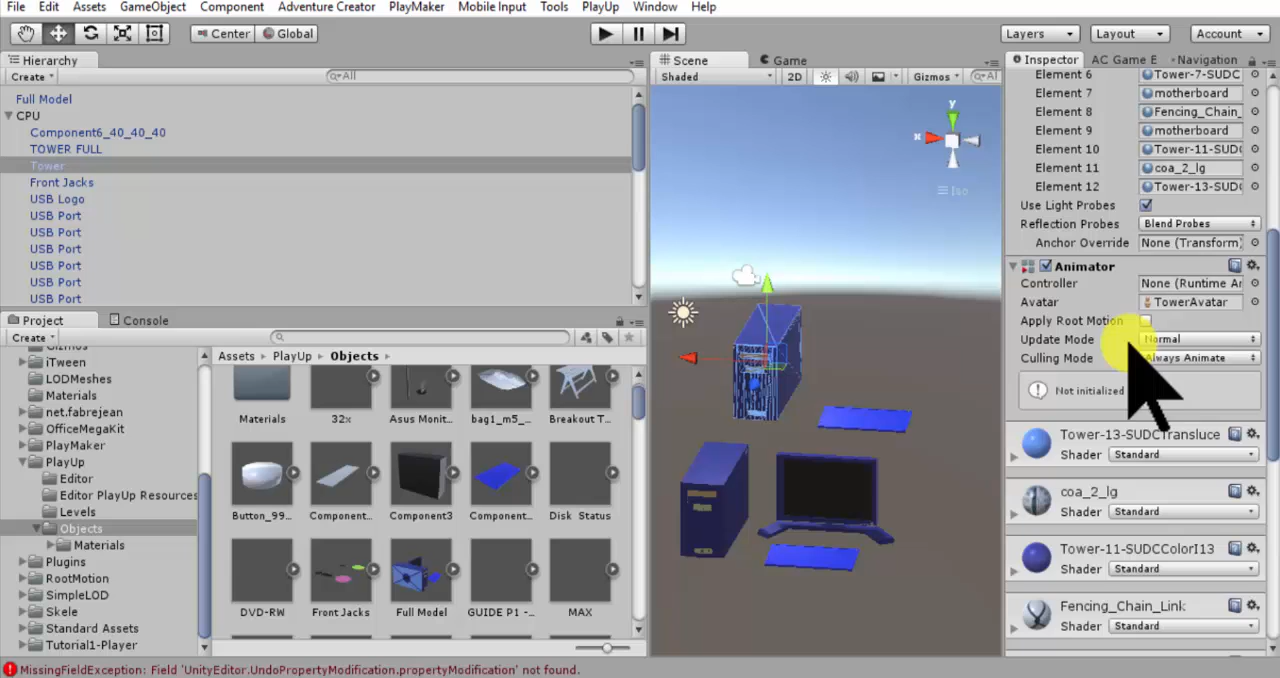 File Edit Assets GameObject Component Adventure Creator PlayMaker Mobile Input Tools PlayUp Window Help
Center Global Layers Layout Account
Hierarchy
Create All
Full Model
CPU
Component6_40_40_40
TOWER FULL
Tower
Front Jacks
USB Logo
USB Port
USB Port
USB Port
USB Port
USB Port
USB Port
Project Console
Create
iTween
LODMeshes
Materials
net.fabrejean
OfficeMegaKit
PlayMaker
PlayUp
Editor
Editor PlayUp Resources
Levels
Objects
Materials
Plugins
RootMotion
SimpleLOD
Skele
Standard Assets
Tutorial1-Player
Assets PlayUp Objects
Materials 32x Asus Monit... bag1_m5_... Breakout T...
Button_99... Component... Component3 Component... Disk Status
DVD-RW Front Jacks Full Model GUIDE P1 -... MAX
Scene Game
Shaded 2D Gizmos Al
y
x
Iso
Inspector AC Game E Navigation
Element 6 Tower-7-SUDC
Element 7 motherboard
Element 8 Fencing_Chain_
Element 9 motherboard
Element 10 Tower-11-SUDC
Element 11 coa_2_lg
Element 12 Tower-13-SUDC
Use Light Probes
Reflection Probes Blend Probes
Anchor Override None (Transform)
Animator
Controller None (Runtime Ar
Avatar TowerAvatar
Apply Root Motion
Update Mode Normal
Culling Mode Always Animate
Not initialized
Tower-13-SUDCTransluce
Shader Standard
coa_2_lg
Shader Standard
Tower-11-SUDCColorI13
Shader Standard
Fencing_Chain_Link
Shader Standard
MissingFieldException: Field 'UnityEditor.UndoPropertyModification.propertyModification' not found.